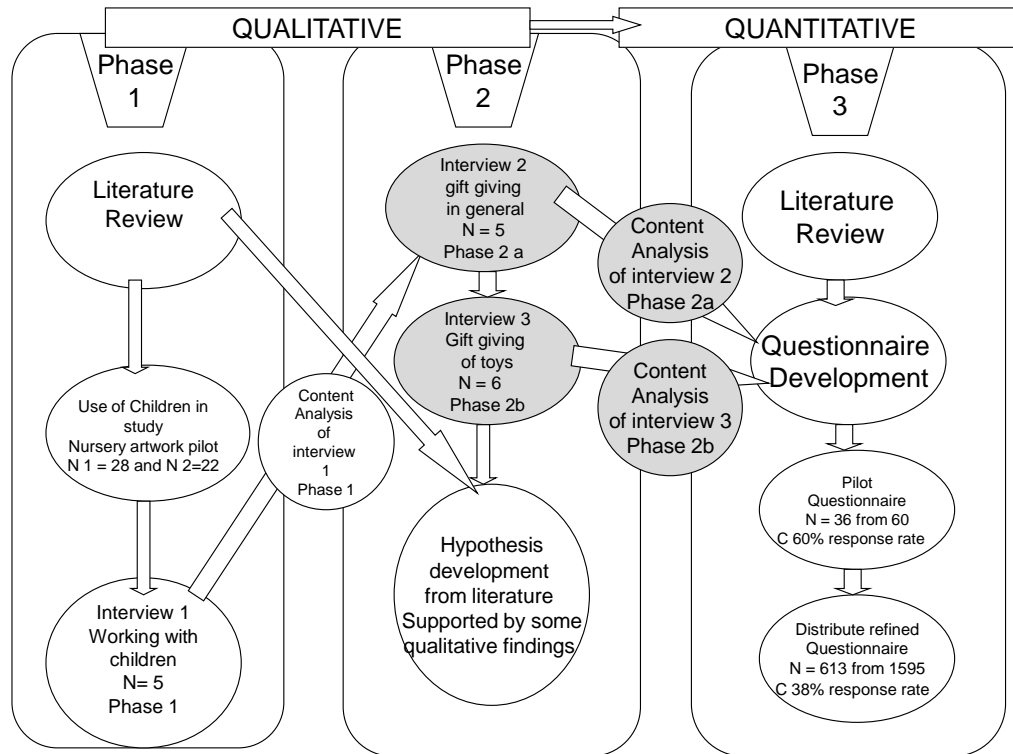 QUALITATIVE
QUANTITATIVE
Phase
1
Literature
Review
Use of Children in
study
Nursery artwork pilot
N 1 = 28 and N 2=22
Interview 1
Working with
children
N= 5
Phase 1
Content
Analysis
of
interview
1
Phase 1
Phase
2
Interview 2
gift giving
in general
N = 5
Phase 2 a
Interview 3
Gift giving
of toys
N = 6
Phase 2b
Hypothesis
development
from literature
Supported by some
qualitative findings
Content
Analysis
of interview 2
Phase 2a
Content
Analysis
of interview 3
Phase 2b
Phase
3
Literature
Review
Questionnaire
Development
Pilot
Questionnaire
N = 36 from 60
C 60% response rate
Distribute refined
Questionnaire
N = 613 from 1595
C 38% response rate